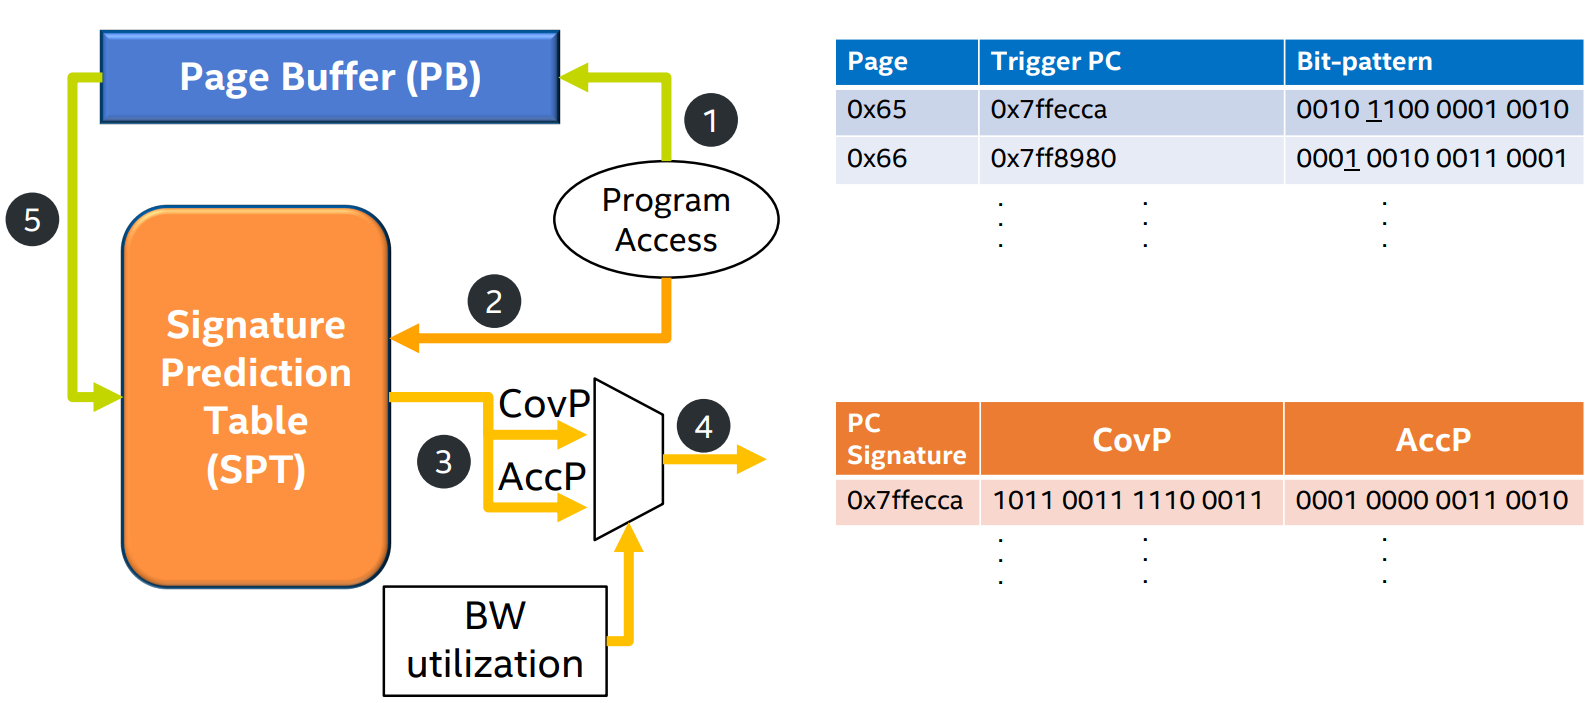 Page Buffer (PB)
1
Program
Access
5
2
Signature
Prediction
Table
(SPT)
CovP
3
AccP
4
BW
utilization
Page Trigger PC Bit-pattern
0x65 0x7ffecca 0010 1100 0001 0010
0x66 0x7ff8980 0001 0010 0011 0001
PC
Signature CovP AccP
0x7ffecca 1011 0011 1110 0011 0001 0000 0011 0010